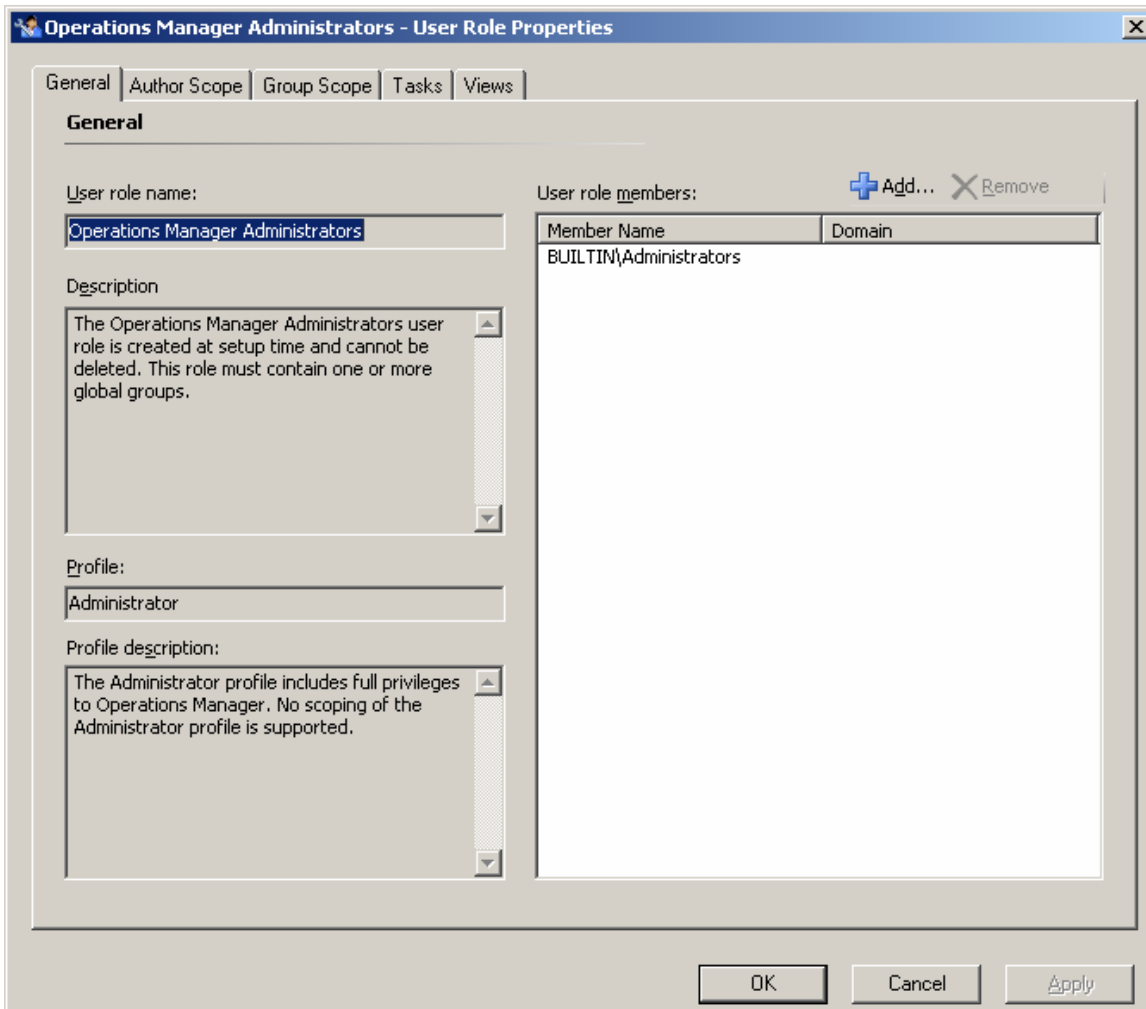 Operations Manager Administrators - User Role Properties
General Author Scope Group Scope Tasks Views
General
User role name:
Operations Manager Administrators
Description
The Operations Manager Administrators user
role is created at setup time and cannot be
deleted. This role must contain one or more
global groups.
Profile:
Administrator
Profile description:
The Administrator profile includes full privileges
to Operations Manager. No scoping of the
Administrator profile is supported.
User role members:
Add... Remove
Member Name Domain
BUILTIN\Administrators
OK Cancel Apply